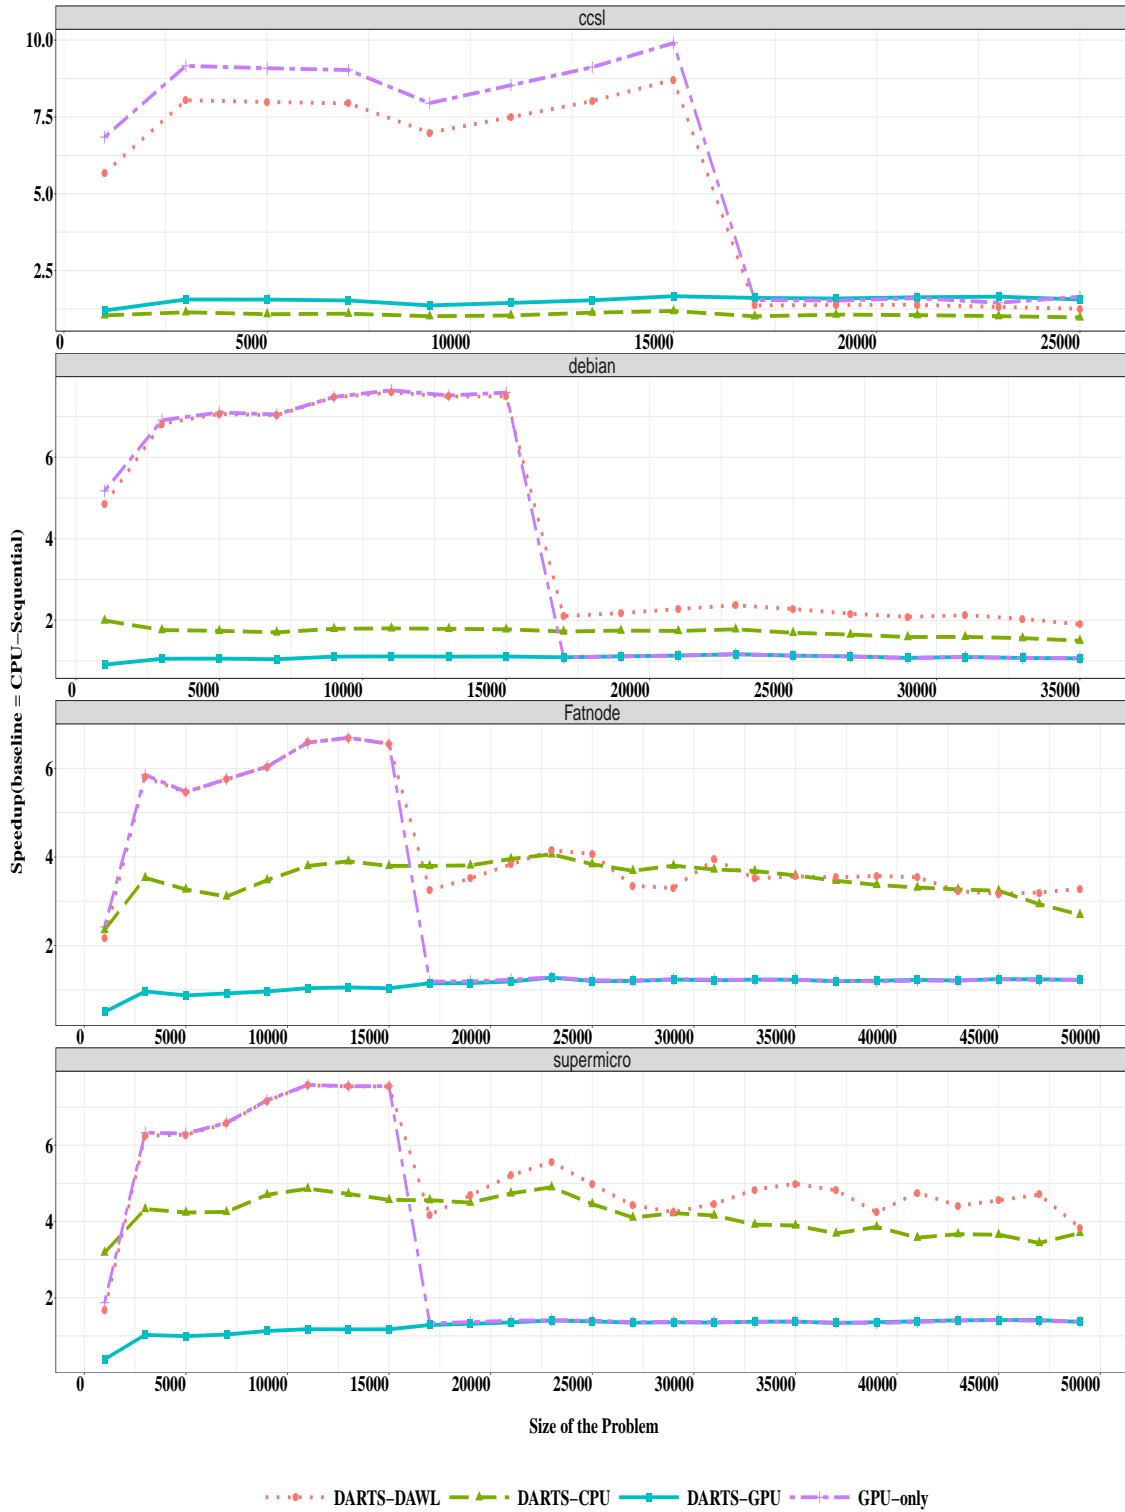 ccsl
10.0
7.5
5.0
2.5
0 5000 10000 15000 20000 25000
debian
6
4
2
0 5000 10000 15000 20000 25000 30000 35000
Fatnode
6
4
2
0 5000 10000 15000 20000 25000 30000 35000 40000 45000 50000
supermicro
6
4
2
0 5000 10000 15000 20000 25000 30000 35000 40000 45000 50000
Speedup(baseline = CPU−Sequential)
Size of the Problem
DARTS−DAWL DARTS−CPU DARTS−GPU GPU−only